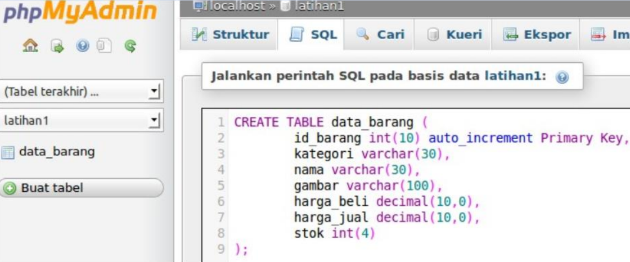 phpMyAdmin
localhost » latihan1
Struktur SQL Cari Kueri Ekspor Im
(Tabel terakhir) ...
latihan1
data_barang
Buat tabel
Jalankan perintah SQL pada basis data latihan1:
1 CREATE TABLE data_barang (
2 id_barang int(10) auto_increment Primary Key,
3 kategori varchar(30),
4 nama varchar(30),
5 gambar varchar(100),
6 harga_beli decimal(10,0),
7 harga_jual decimal(10,0),
8 stok int(4)
9 );